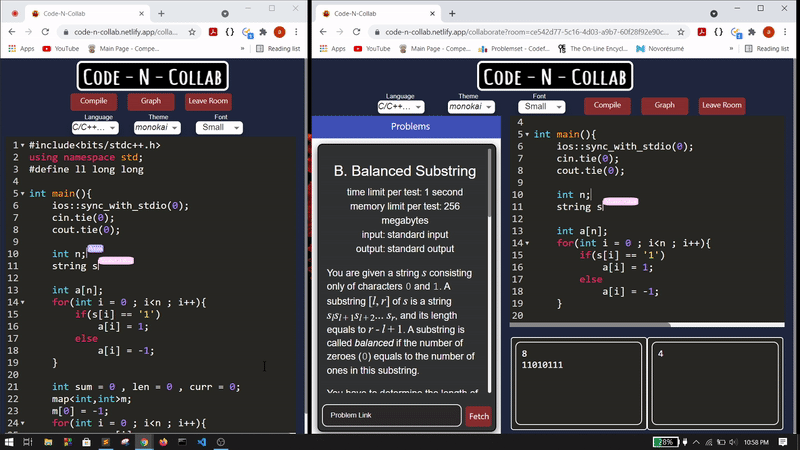 Code-N-Collab
code-n-collab.netlify.app/colla...
Apps
YouTube
Main Page - Compe...
Reading list
CODE - N - COLLAB
Compile
Graph
Leave Room
Language
Theme
Font
C/C++...
monokai
Small
1 #include<bits/stdc++.h>
2 using namespace std;
3 #define ll long long
4
5 int main(){
6 ios::sync_with_stdio(0);
7 cin.tie(0);
8 cout.tie(0);
9
10 int n;
11 string s
12
13 int a[n];
14 for(int i = 0 ; i<n ; i++){
15 if(s[i] == '1')
16 a[i] = 1;
17 else
18 a[i] = -1;
19 }
20
21 int sum = 0 , len = 0 , curr = 0;
22 map<int,int>m;
23 m[0] = -1;
24 for(int i = 0 ; i<n ; i++){
Code-N-Collab
code-n-collab.netlify.app/collaborate?room=ce542d77-5c16-4d03-a9b7-60f28f92e90c...
Apps
YouTube
Main Page - Compe...
Problemset - Codef...
The On-Line Encycl...
Novorésumé
Reading list
CODE - N - COLLAB
Language
Theme
Font
C/C++...
monokai
Small
Compile
Graph
Leave Room
Problems
B. Balanced Substring
time limit per test: 1 second
memory limit per test: 256
megabytes
input: standard input
output: standard output
You are given a string s consisting
only of characters 0 and 1. A
substring [l, r] of s is a string
slsl + 1sl + 2... sr, and its length
equals to r - l + 1. A substring is
called balanced if the number of
zeroes (0) equals to the number of
ones in this substring.
You have to determine the length of
Problem Link
Fetch
4
5 int main(){
6 ios::sync_with_stdio(0);
7 cin.tie(0);
8 cout.tie(0);
9
10 int n;
11 string s
12
13 int a[n];
14 for(int i = 0 ; i<n ; i++){
15 if(s[i] == '1')
16 a[i] = 1;
17 else
18 a[i] = -1;
19 }
20
8
11010111
4
28%
10:58 PM